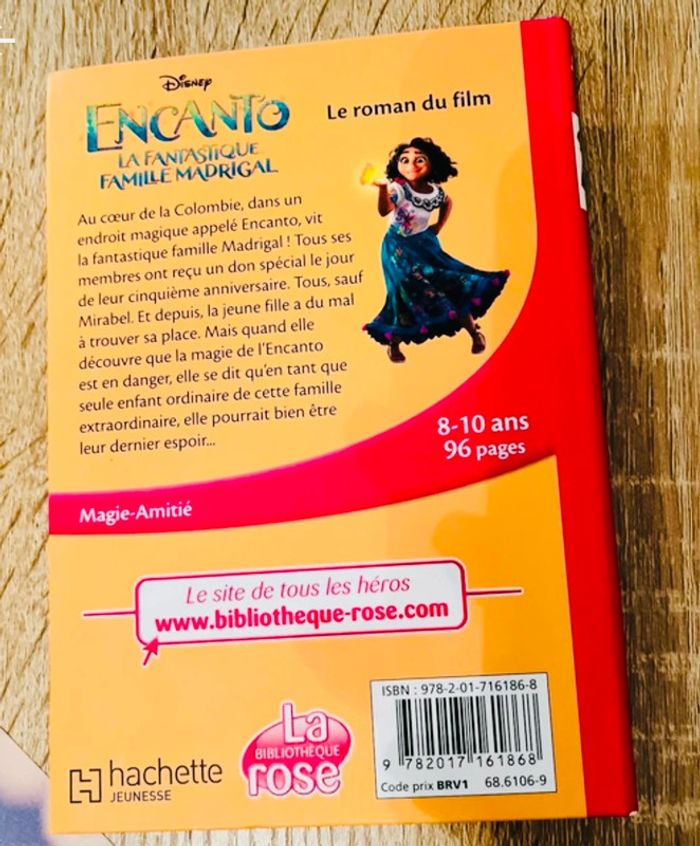 Disney
ENCANTO
LA FANTASTIQUE
FAMILLE MADRIGAL
Le roman du film
Au cœur de la Colombie, dans un
endroit magique appelé Encanto, vit
la fantastique famille Madrigal ! Tous ses
membres ont reçu un don spécial le jour
de leur cinquième anniversaire. Tous, sauf
Mirabel. Et depuis, la jeune fille a du mal
à trouver sa place. Mais quand elle
découvre que la magie de l'Encanto
est en danger, elle se dit qu'en tant que
seule enfant ordinaire de cette famille
extraordinaire, elle pourrait bien être
leur dernier espoir...
8-10 ans
96 pages
Magie-Amitié
Le site de tous les héros
www.bibliotheque-rose.com
hachette
JEUNESSE
La
BIBLIOTHÈQUE
rose
ISBN : 978-2-01-716186-8
9 782017 161868
Code prix BRV1 68.6106-9